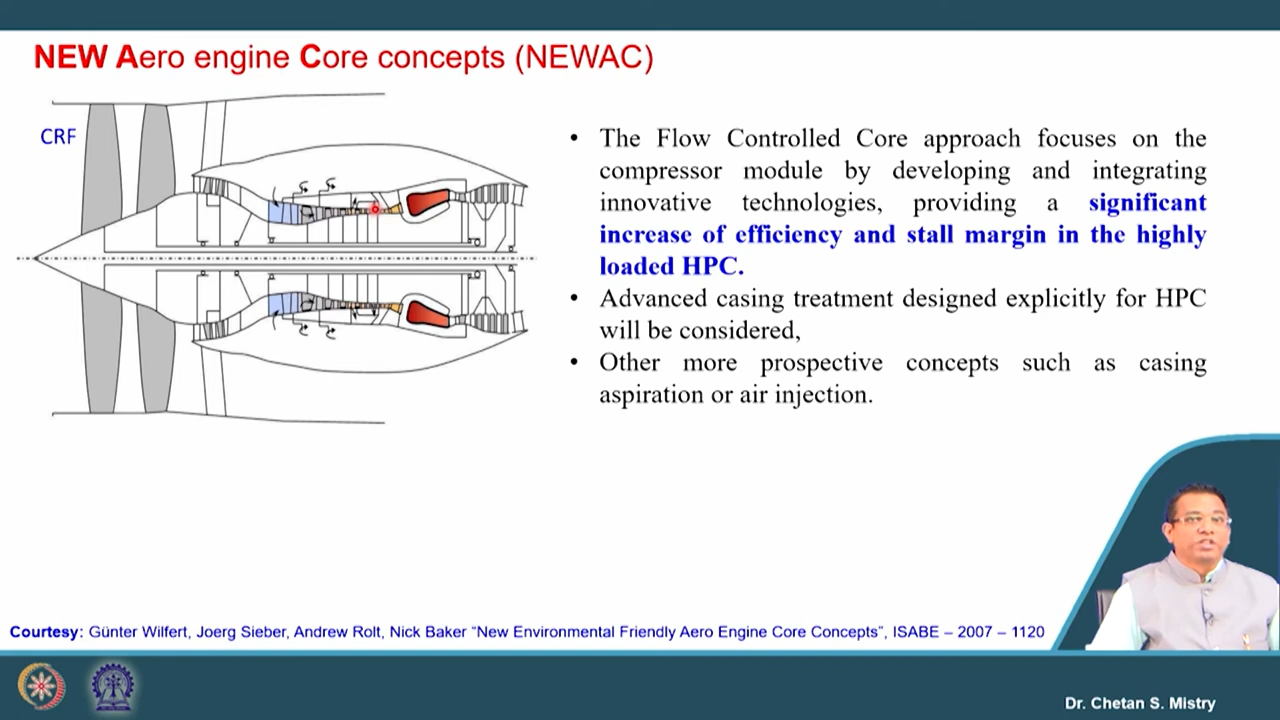 NEW Aero engine Core concepts (NEWAC)
CRF
• The Flow Controlled Core approach focuses on the
compressor module by developing and integrating
innovative technologies, providing a significant
increase of efficiency and stall margin in the highly
loaded HPC.
• Advanced casing treatment designed explicitly for HPC
will be considered,
• Other more prospective concepts such as casing
aspiration or air injection.
Courtesy: Günter Wilfert, Joerg Sieber, Andrew Rolt, Nick Baker “New Environmental Friendly Aero Engine Core Concepts”, ISABE – 2007 – 1120
Dr. Chetan S. Mistry